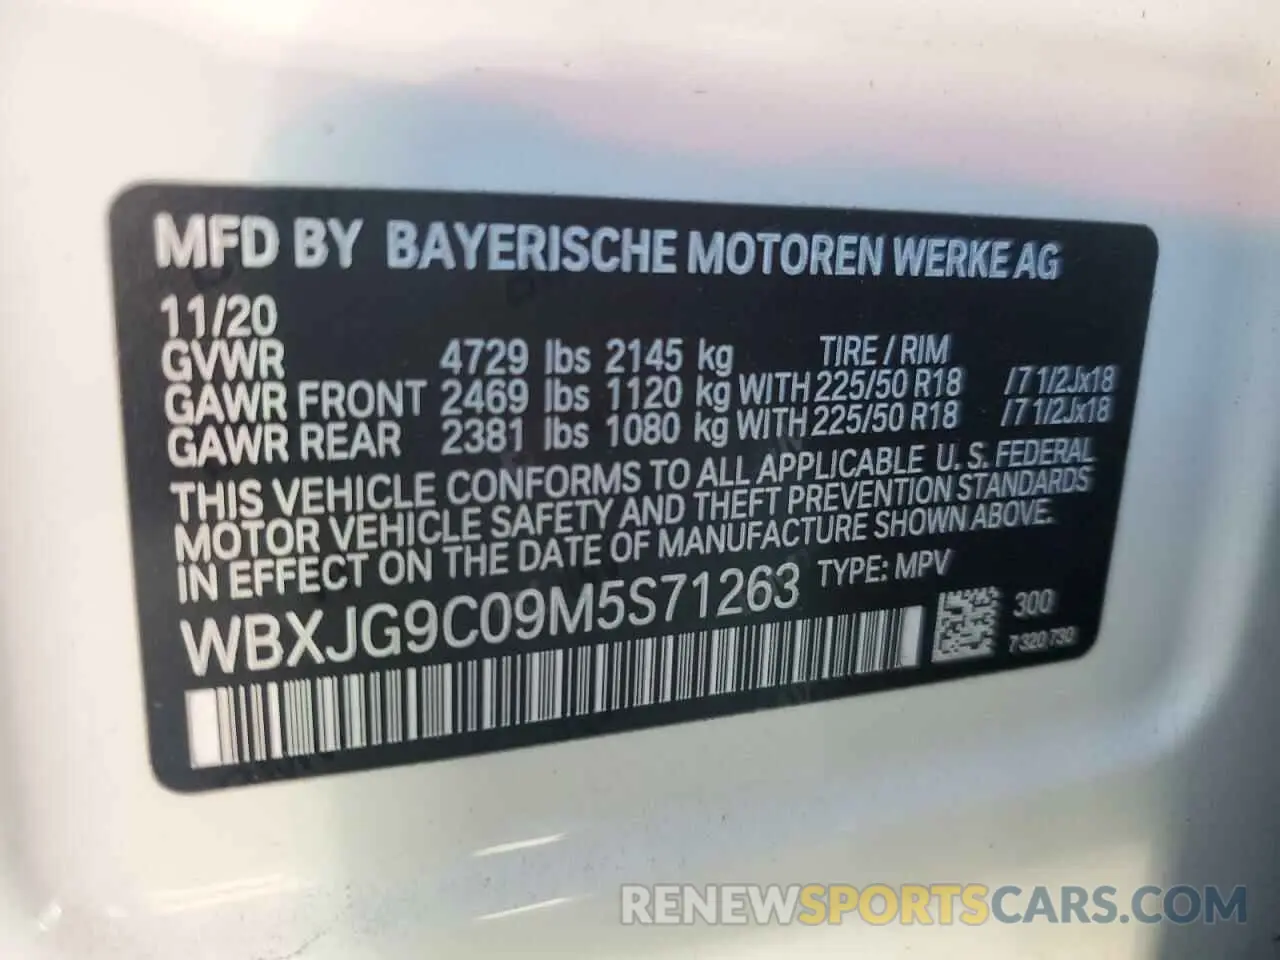 MFD BY BAYERISCHE MOTOREN WERKE AG
11/20
GVWR 4729 lbs 2145 kg TIRE / RIM
GAWR FRONT 2469 lbs 1120 kg WITH 225/50 R18 /7 1/2Jx18
GAWR REAR 2381 lbs 1080 kg WITH 225/50 R18 /7 1/2Jx18
THIS VEHICLE CONFORMS TO ALL APPLICABLE U. S. FEDERAL
MOTOR VEHICLE SAFETY AND THEFT PREVENTION STANDARDS
IN EFFECT ON THE DATE OF MANUFACTURE SHOWN ABOVE.
WBXJG9C09M5S71263 TYPE: MPV
300
7 320 730
RENEWSPORTSCARS.COM